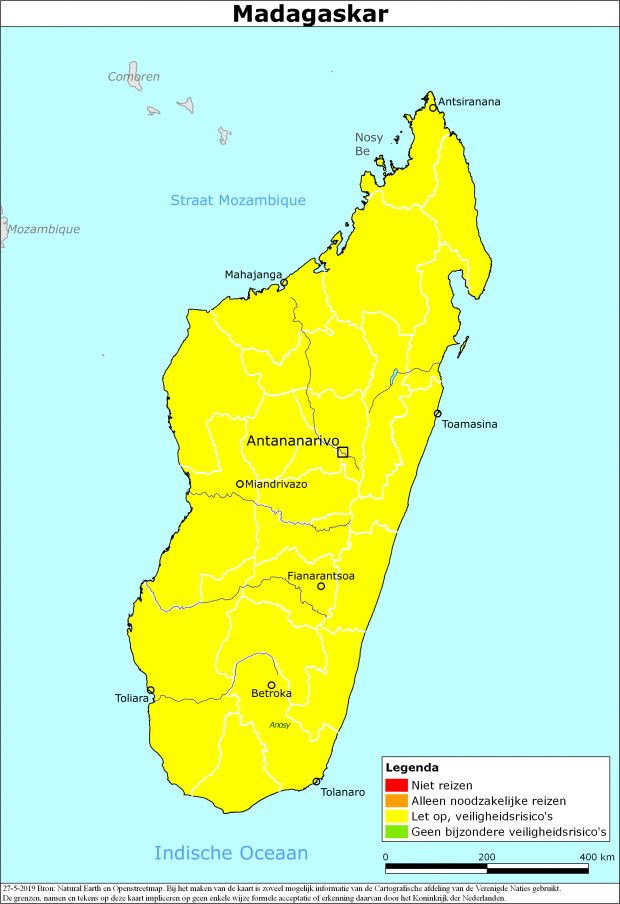 Madagaskar
Comoren
Antsiranana
Nosy
Be
Straat Mozambique
Mozambique
Mahajanga
Toamasina
Antananarivo
Miandrivazo
Fianarantsoa
Toliara
Betroka
Anosy
Tolanaro
Legenda
Niet reizen
Alleen noodzakelijke reizen
Let op, veiligheidsrisico's
Geen bijzondere veiligheidsrisico's
Indische Oceaan
0 200 400 km
27-5-2019 Bron: Natural Earth en Openstreetmap. Bij het maken van de kaart is zoveel mogelijk informatie van de Cartografische afdeling van de Verenigde Naties gebruikt.
De grenzen, namen en tekens op deze kaart impliceren op geen enkele wijze formele acceptatie of erkenning daarvan door het Koninkrijk der Nederlanden.